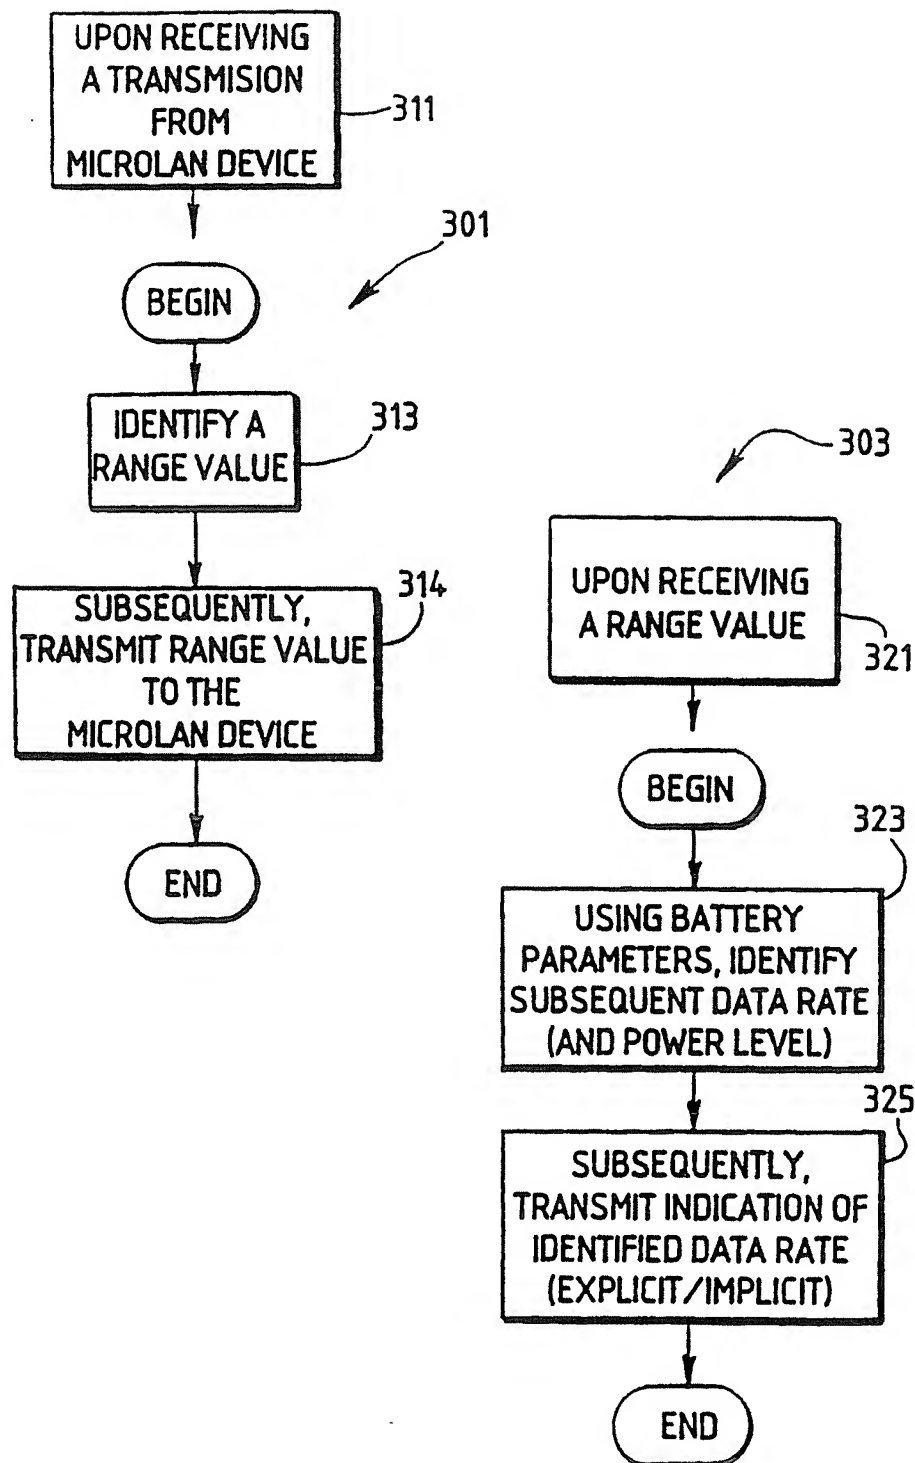 UPON RECEIVING
A TRANSMISION
FROM
MICROLAN DEVICE
311
301
BEGIN
IDENTIFY A
RANGE VALUE
313
SUBSEQUENTLY,
TRANSMIT RANGE VALUE
TO THE
MICROLAN DEVICE
314
END
303
UPON RECEIVING
A RANGE VALUE
321
BEGIN
323
USING BATTERY
PARAMETERS, IDENTIFY
SUBSEQUENT DATA RATE
(AND POWER LEVEL)
325
SUBSEQUENTLY,
TRANSMIT INDICATION OF
IDENTIFIED DATA RATE
(EXPLICIT/IMPLICIT)
END